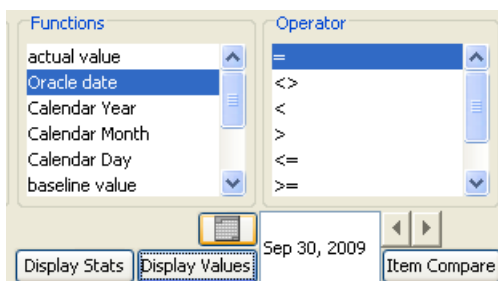 Functions
actual value
Oracle date
Calendar Year
Calendar Month
Calendar Day
baseline value
Operator
=
<>
<
>
<=
>=
Sep 30, 2009
Display Stats
Display Values
Item Compare